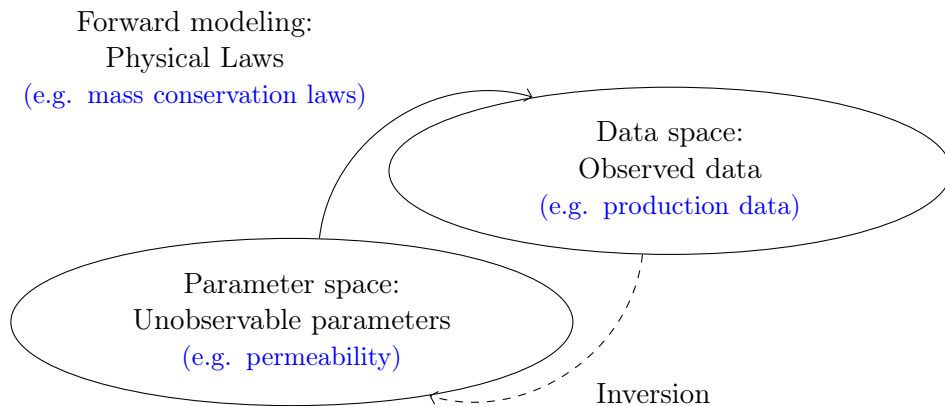 Forward modeling:
Physical Laws
(e.g. mass conservation laws)
Data space:
Observed data
(e.g. production data)
Parameter space:
Unobservable parameters
(e.g. permeability)
Inversion